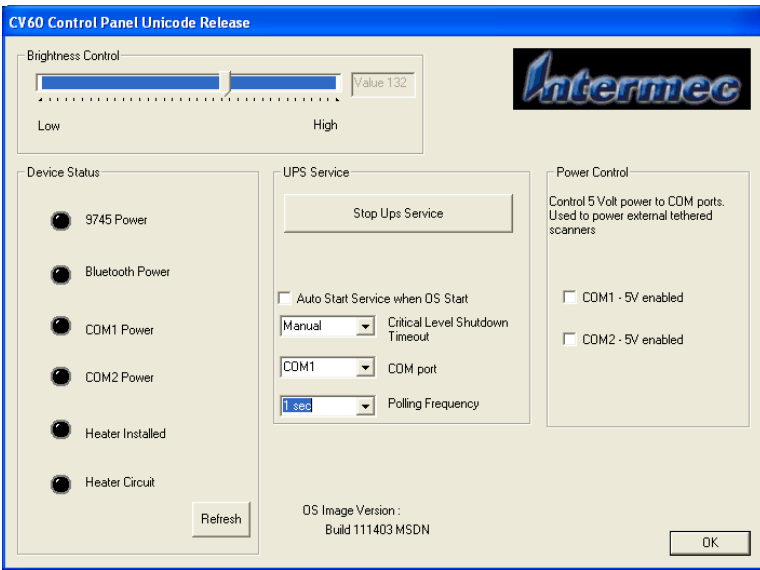 CV60 Control Panel Unicode Release
Brightness Control
Value 132
Low
High
Intermec
Device Status
9745 Power
Bluetooth Power
COM1 Power
COM2 Power
Heater Installed
Heater Circuit
Refresh
UPS Service
Stop Ups Service
Auto Start Service when OS Start
Manual
Critical Level Shutdown
Timeout
COM1
COM port
1 sec
Polling Frequency
OS Image Version :
Build 111403 MSDN
Power Control
Control 5 Volt power to COM ports.
Used to power external tethered
scanners
COM1 - 5V enabled
COM2 - 5V enabled
OK